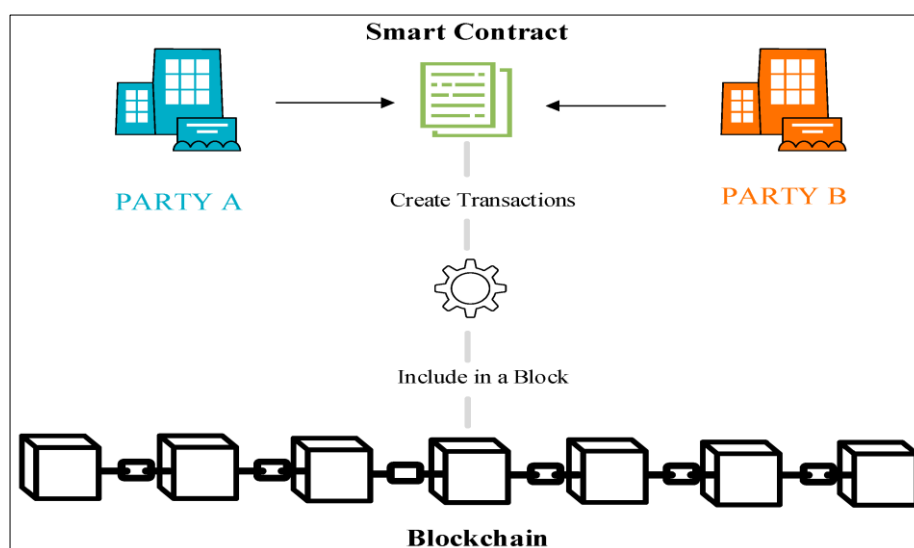 Smart Contract
PARTY A
PARTY B
Create Transactions
Include in a Block
Blockchain